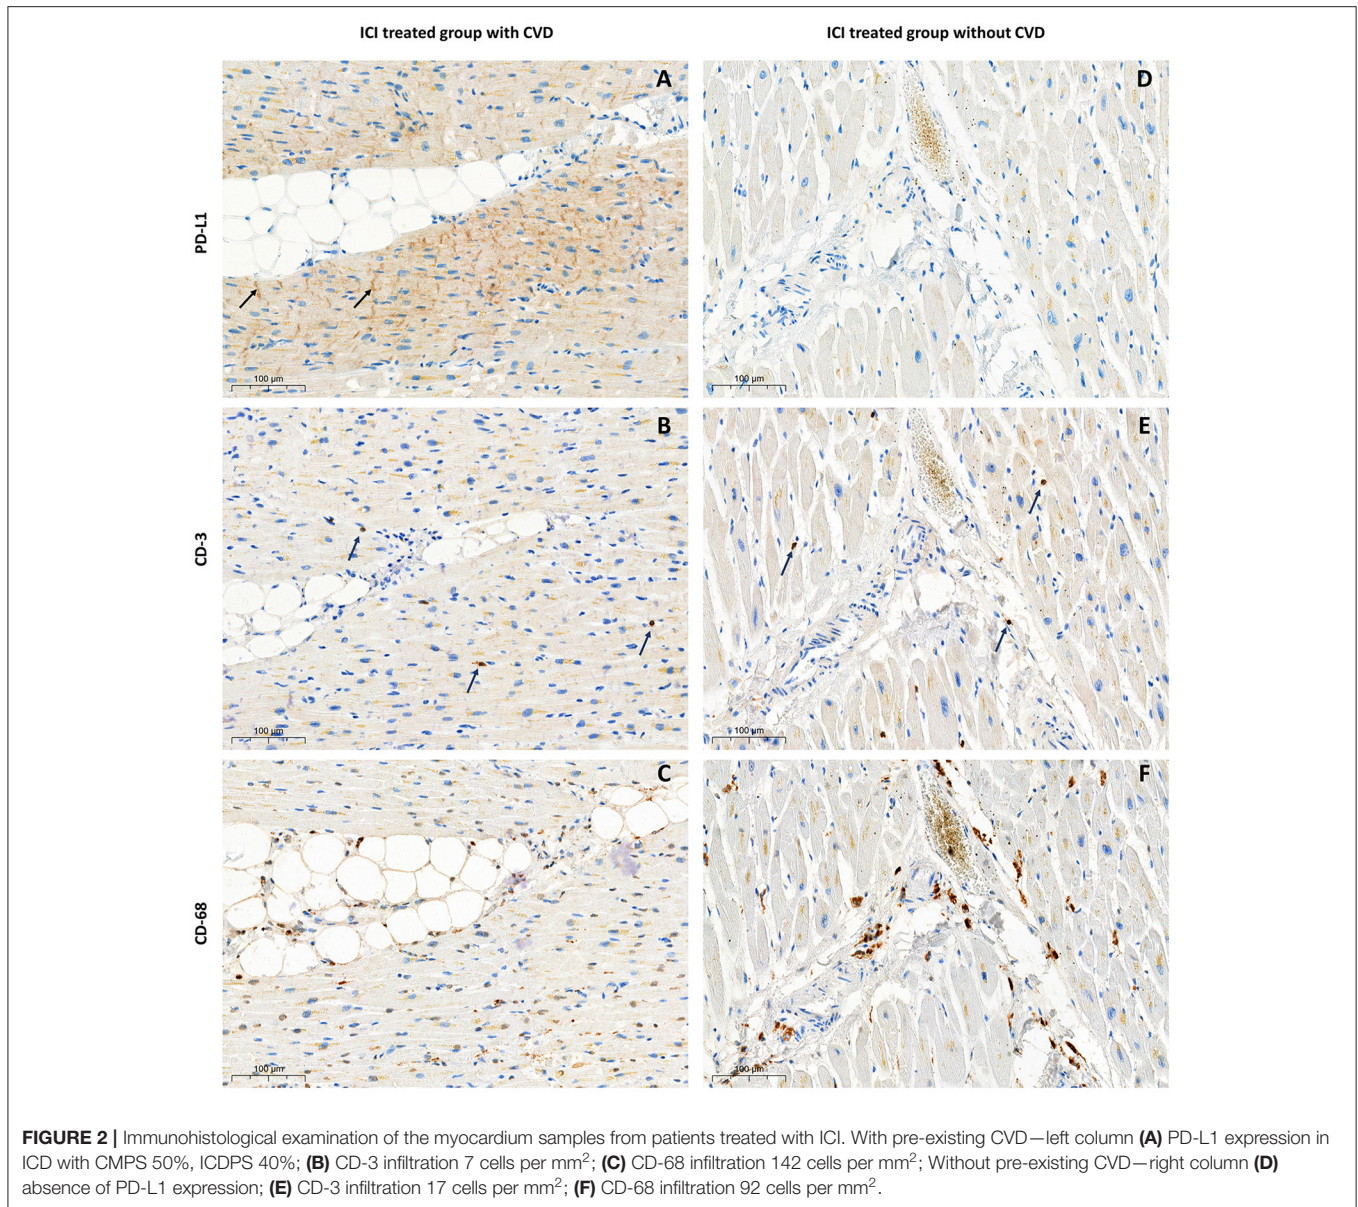 ICI treated group with CVD
ICI treated group without CVD
PD-L1
A
D
100 µm
100 µm
CD-3
B
E
100 µm
100 µm
CD-68
C
F
100 µm
100 µm
FIGURE 2 | Immunohistological examination of the myocardium samples from patients treated with ICI. With pre-existing CVD—left column (A) PD-L1 expression in
ICD with CMPS 50%, ICDPS 40%; (B) CD-3 infiltration 7 cells per mm²; (C) CD-68 infiltration 142 cells per mm²; Without pre-existing CVD—right column (D)
absence of PD-L1 expression; (E) CD-3 infiltration 17 cells per mm²; (F) CD-68 infiltration 92 cells per mm².